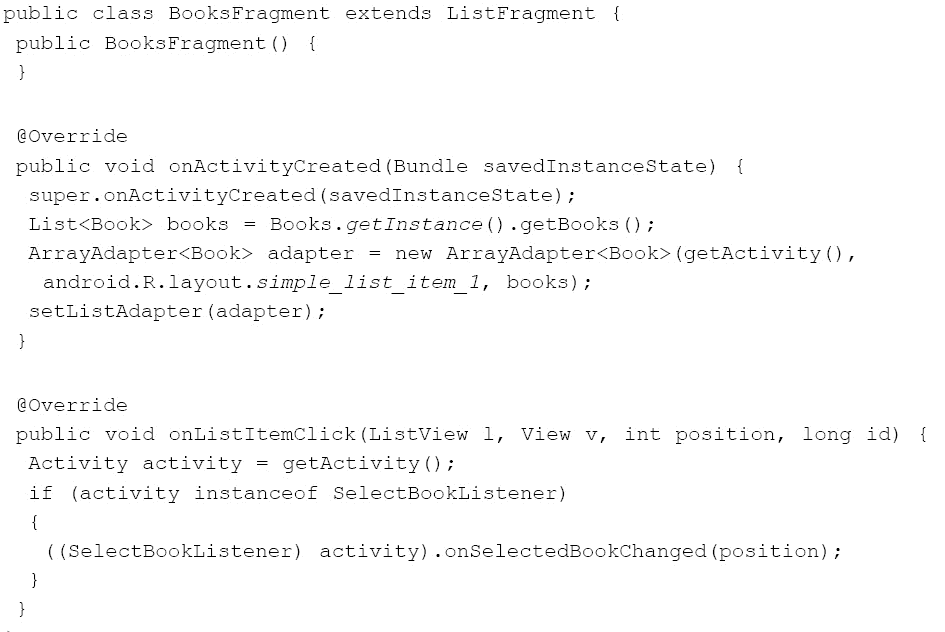 public class BooksFragment extends ListFragment {
public BooksFragment() {
}
@Override
public void onActivityCreated(Bundle savedInstanceState) {
super.onActivityCreated(savedInstanceState);
List<Book> books = Books.getInstance().getBooks();
ArrayAdapter<Book> adapter = new ArrayAdapter<Book>(getActivity(),
android.R.layout.simple_list_item_1, books);
setListAdapter(adapter);
}
@Override
public void onListItemClick(ListView l, View v, int position, long id) {
Activity activity = getActivity();
if (activity instanceof SelectBookListener)
{
((SelectBookListener) activity).onSelectedBookChanged(position);
}
}